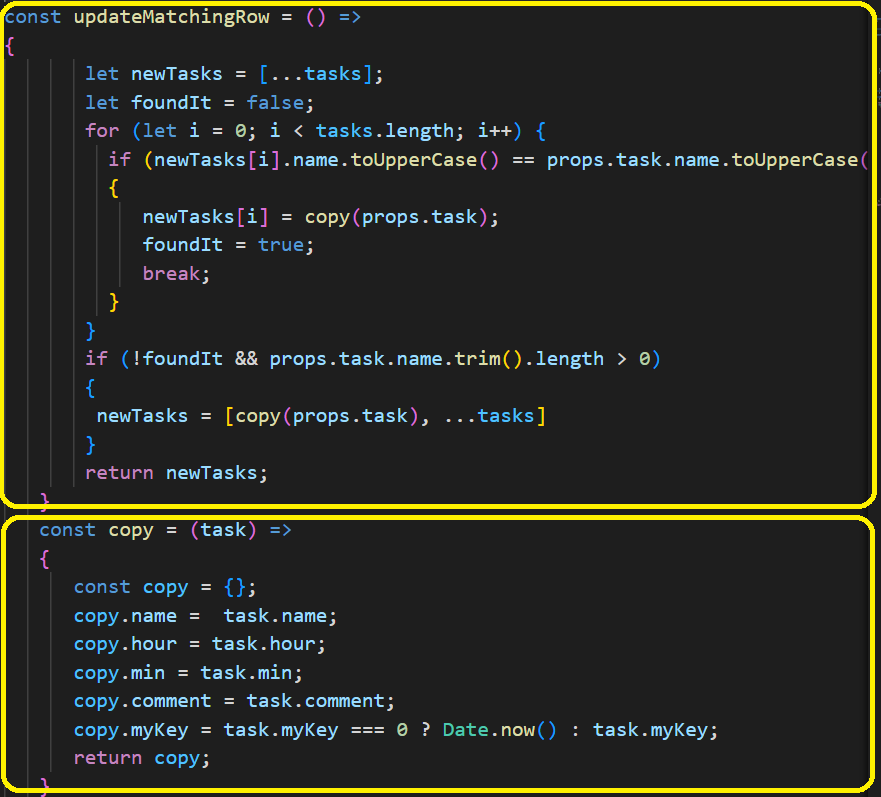 const updateMatchingRow = () =>
{
let newTasks = [...tasks];
let foundIt = false;
for (let i = 0; i < tasks.length; i++) {
if (newTasks[i].name.toUpperCase() == props.task.name.toUpperCase(
{
newTasks[i] = copy(props.task);
foundIt = true;
break;
}
}
if (!foundIt && props.task.name.trim().length > 0)
{
newTasks = [copy(props.task), ...tasks]
}
return newTasks;
}
const copy = (task) =>
{
const copy = {};
copy.name =  task.name;
copy.hour = task.hour;
copy.min = task.min;
copy.comment = task.comment;
copy.myKey = task.myKey === 0 ? Date.now() : task.myKey;
return copy;
}